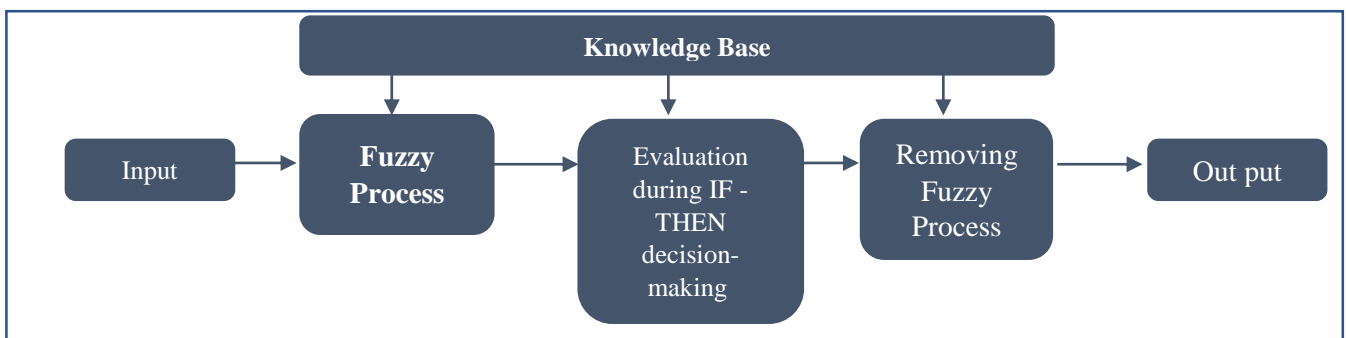 Knowledge Base
Input
Fuzzy
Process
Evaluation
during IF -
THEN
decision-
making
Removing
Fuzzy
Process
Out put